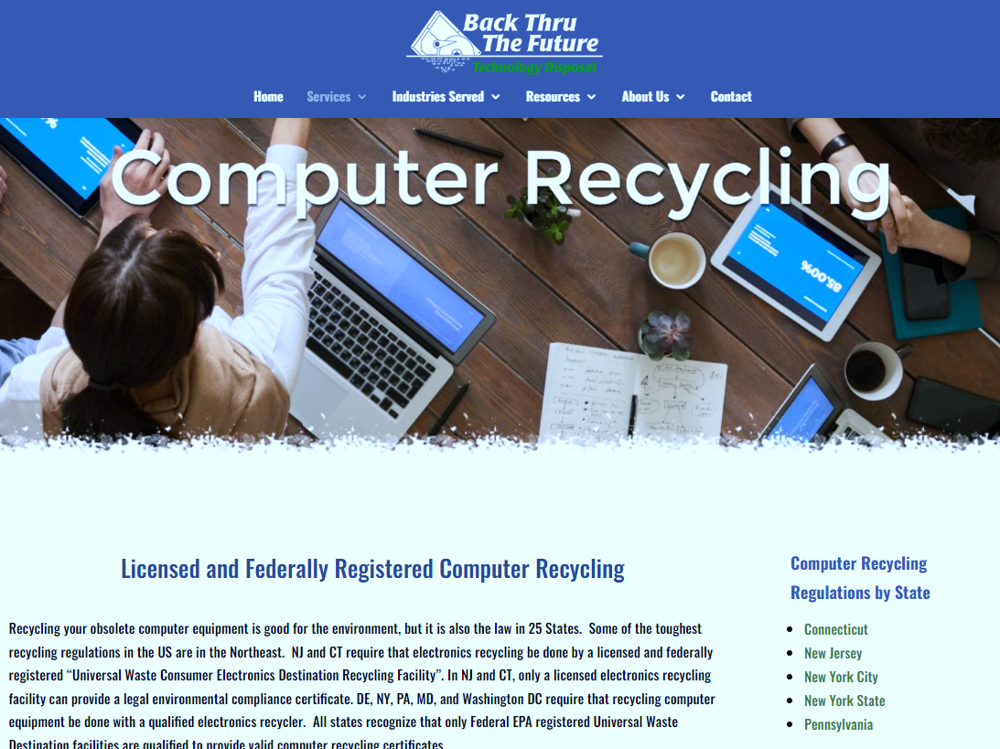 Back Thru
The Future
Technology Disposal
Home Services Industries Served Resources About Us Contact
Computer Recycling
85.00%
Licensed and Federally Registered Computer Recycling
Recycling your obsolete computer equipment is good for the environment, but it is also the law in 25 States.  Some of the toughest
recycling regulations in the US are in the Northeast.  NJ and CT require that electronics recycling be done by a licensed and federally
registered “Universal Waste Consumer Electronics Destination Recycling Facility”. In NJ and CT, only a licensed electronics recycling
facility can provide a legal environmental compliance certificate. DE, NY, PA, MD, and Washington DC require that recycling computer
equipment be done with a qualified electronics recycler.  All states recognize that only Federal EPA registered Universal Waste
Destination facilities are qualified to provide valid computer recycling certificates.
Computer Recycling
Regulations by State
Connecticut
New Jersey
New York City
New York State
Pennsylvania